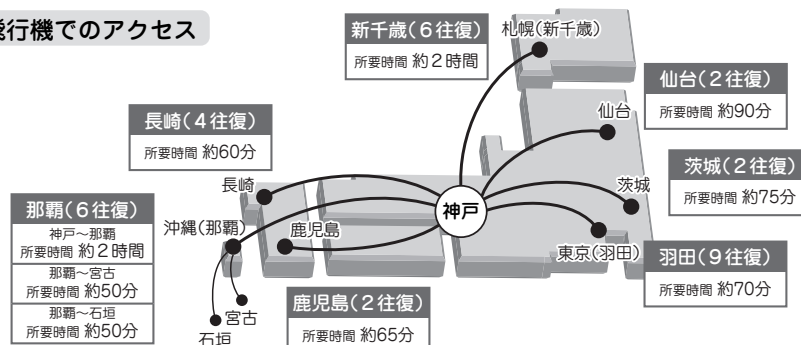 飛行機でのアクセス
新千歳(6往復)
所要時間 約2時間
札幌(新千歳)
仙台(2往復)
所要時間 約90分
仙台
長崎(4往復)
所要時間 約60分
長崎
茨城(2往復)
所要時間 約75分
茨城
那覇(6往復)
神戸～那覇
所要時間 約2時間
那覇～宮古
所要時間 約50分
那覇～石垣
所要時間 約50分
沖縄(那覇)
鹿児島
神戸
東京(羽田)
羽田(9往復)
所要時間 約70分
鹿児島(2往復)
所要時間 約65分
宮古
石垣